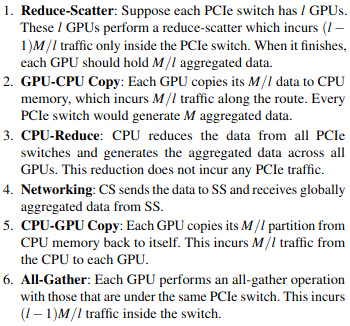 1. Reduce-Scatter: Suppose each PCIe switch has l GPUs.
These l GPUs perform a reduce-scatter which incurs (l −
1)M/l traffic only inside the PCIe switch. When it finishes,
each GPU should hold M/l aggregated data.
2. GPU-CPU Copy: Each GPU copies its M/l data to CPU
memory, which incurs M/l traffic along the route. Every
PCIe switch would generate M aggregated data.
3. CPU-Reduce: CPU reduces the data from all PCIe
switches and generates the aggregated data across all
GPUs. This reduction does not incur any PCIe traffic.
4. Networking: CS sends the data to SS and receives globally
aggregated data from SS.
5. CPU-GPU Copy: Each GPU copies its M/l partition from
CPU memory back to itself. This incurs M/l traffic from
the CPU to each GPU.
6. All-Gather: Each GPU performs an all-gather operation
with those that are under the same PCIe switch. This incurs
(l − 1)M/l traffic inside the switch.